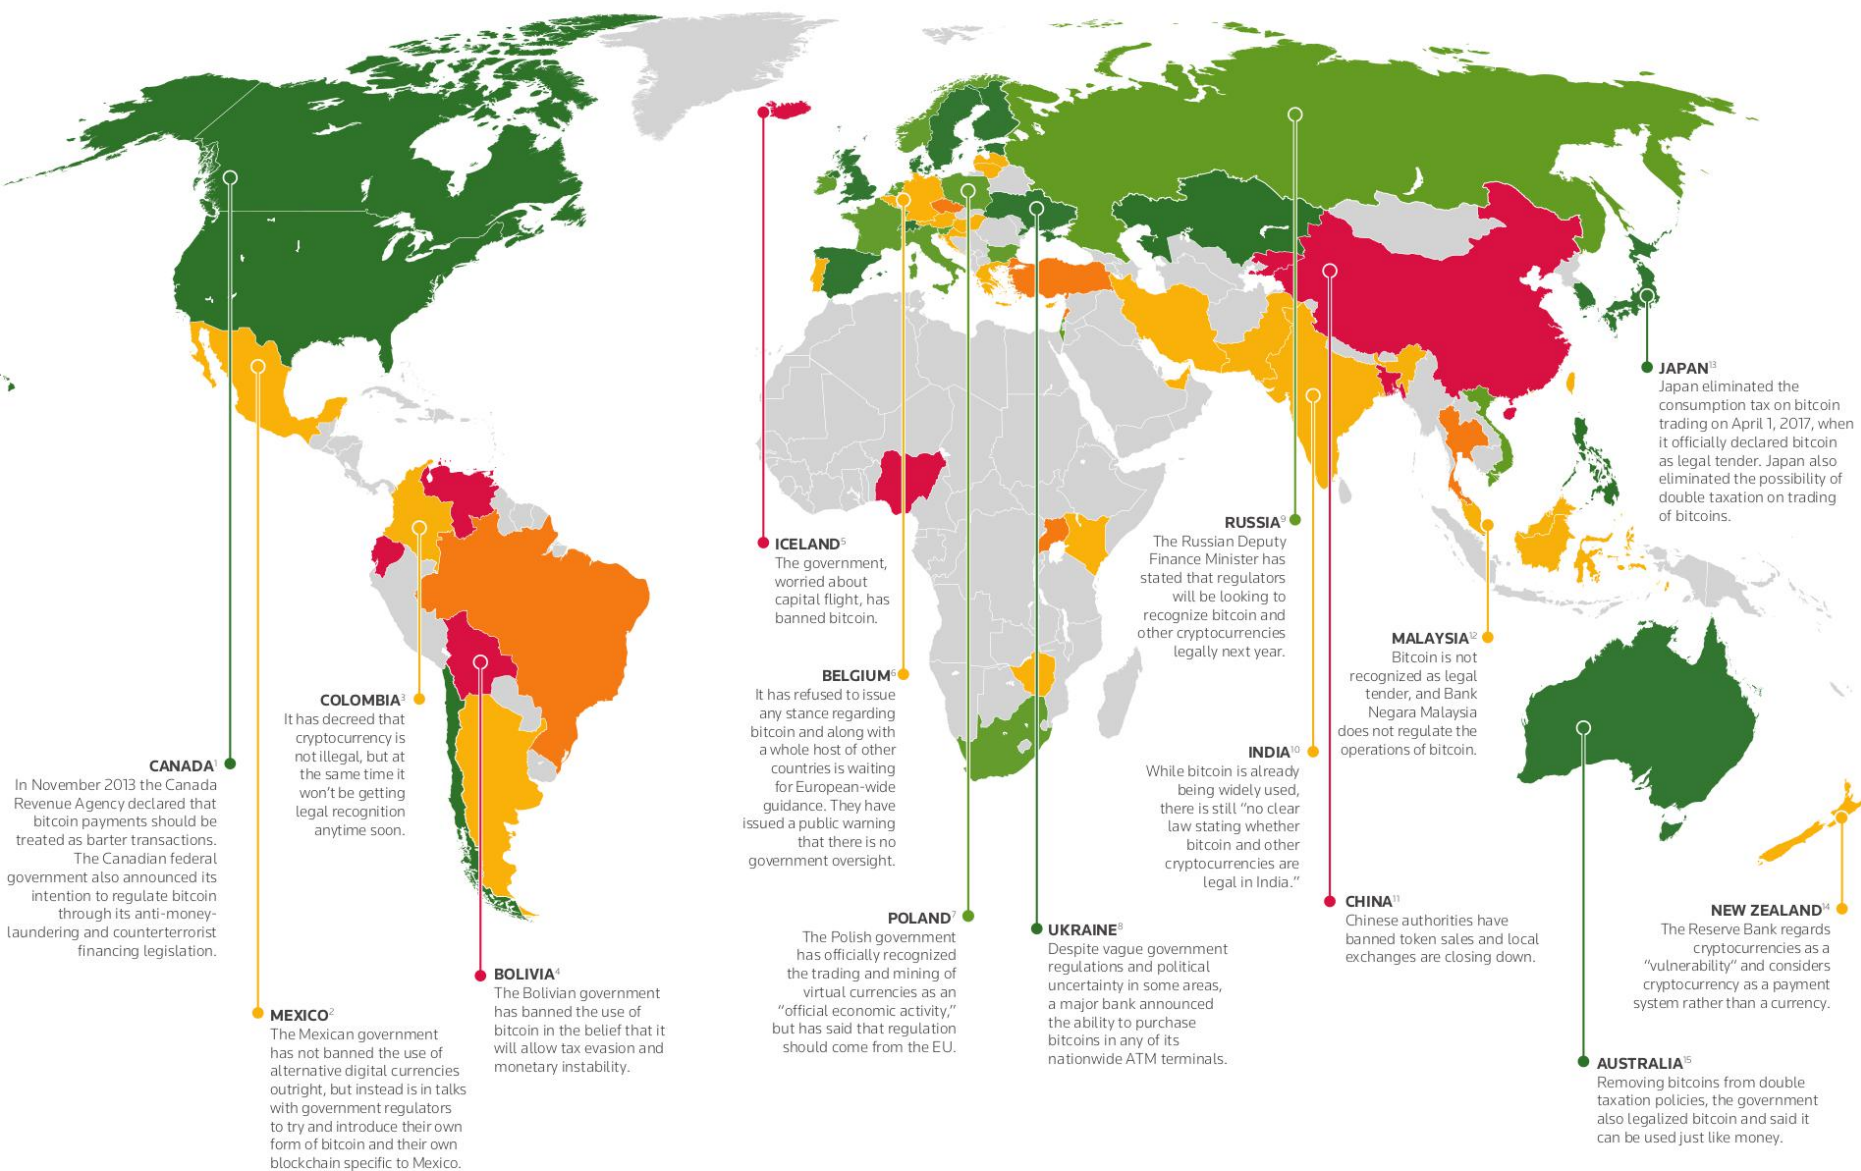 CANADA¹
In November 2013 the Canada
Revenue Agency declared that
bitcoin payments should be
treated as barter transactions.
The Canadian federal
government also announced its
intention to regulate bitcoin
through its anti-money-
laundering and counterterrorist
financing legislation.
MEXICO²
The Mexican government
has not banned the use of
alternative digital currencies
outright, but instead is in talks
with government regulators
to try and introduce their own
form of bitcoin and their own
blockchain specific to Mexico.
COLOMBIA³
It has decreed that
cryptocurrency is
not illegal, but at
the same time it
won't be getting
legal recognition
anytime soon.
BOLIVIA⁴
The Bolivian government
has banned the use of
bitcoin in the belief that it
will allow tax evasion and
monetary instability.
ICELAND⁵
The government,
worried about
capital flight, has
banned bitcoin.
BELGIUM⁶
It has refused to issue
any stance regarding
bitcoin and along with
a whole host of other
countries is waiting
for European-wide
guidance. They have
issued a public warning
that there is no
government oversight.
POLAND⁷
The Polish government
has officially recognized
the trading and mining of
virtual currencies as an
"official economic activity,"
but has said that regulation
should come from the EU.
UKRAINE⁸
Despite vague government
regulations and political
uncertainty in some areas,
a major bank announced
the ability to purchase
bitcoins in any of its
nationwide ATM terminals.
RUSSIA⁹
The Russian Deputy
Finance Minister has
stated that regulators
will be looking to
recognize bitcoin and
other cryptocurrencies
legally next year.
INDIA¹⁰
While bitcoin is already
being widely used,
there is still "no clear
law stating whether
bitcoin and other
cryptocurrencies are
legal in India."
CHINA¹¹
Chinese authorities have
banned token sales and local
exchanges are closing down.
MALAYSIA¹²
Bitcoin is not
recognized as legal
tender, and Bank
Negara Malaysia
does not regulate the
operations of bitcoin.
JAPAN¹³
Japan eliminated the
consumption tax on bitcoin
trading on April 1, 2017, when
it officially declared bitcoin
as legal tender. Japan also
eliminated the possibility of
double taxation on trading
of bitcoins.
NEW ZEALAND¹⁴
The Reserve Bank regards
cryptocurrencies as a
"vulnerability" and considers
cryptocurrency as a payment
system rather than a currency.
AUSTRALIA¹⁵
Removing bitcoins from double
taxation policies, the government
also legalized bitcoin and said it
can be used just like money.